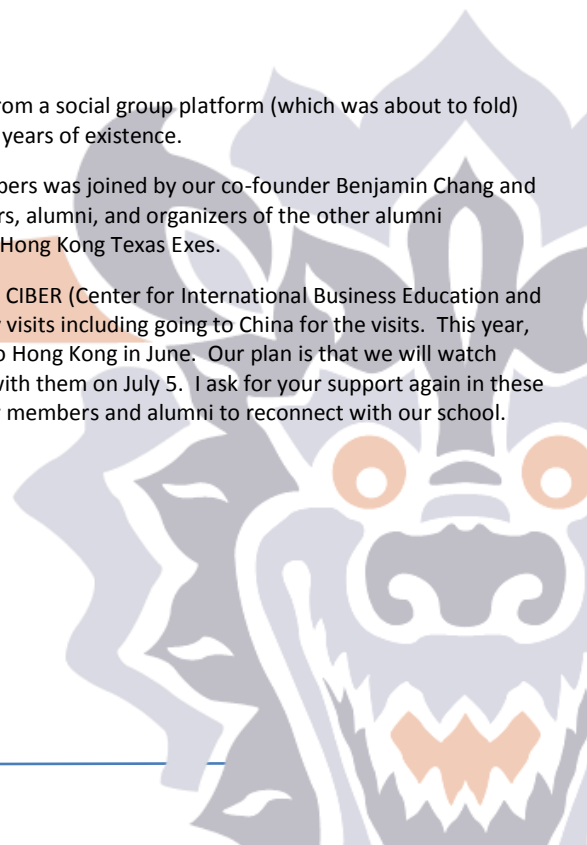 rom a social group platform (which was about to fold)
years of existence.
bers was joined by our co-founder Benjamin Chang and
rs, alumni, and organizers of the other alumni
Hong Kong Texas Exes.
CIBER (Center for International Business Education and
visits including going to China for the visits.  This year,
o Hong Kong in June.  Our plan is that we will watch
with them on July 5.  I ask for your support again in these
members and alumni to reconnect with our school.